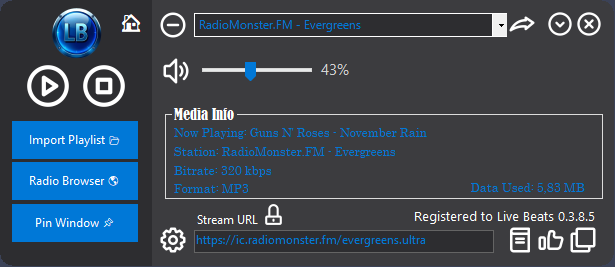 LB
RadioMonster.FM - Evergreens
43%
Import Playlist
Radio Browser
Pin Window
Media Info
Now Playing: Guns N' Roses - November Rain
Station: RadioMonster.FM - Evergreens
Bitrate: 320 kbps
Format: MP3
Data Used: 5,83 MB
Stream URL
Registered to Live Beats 0.3.8.5
https://ic.radiomonster.fm/evergreens.ultra